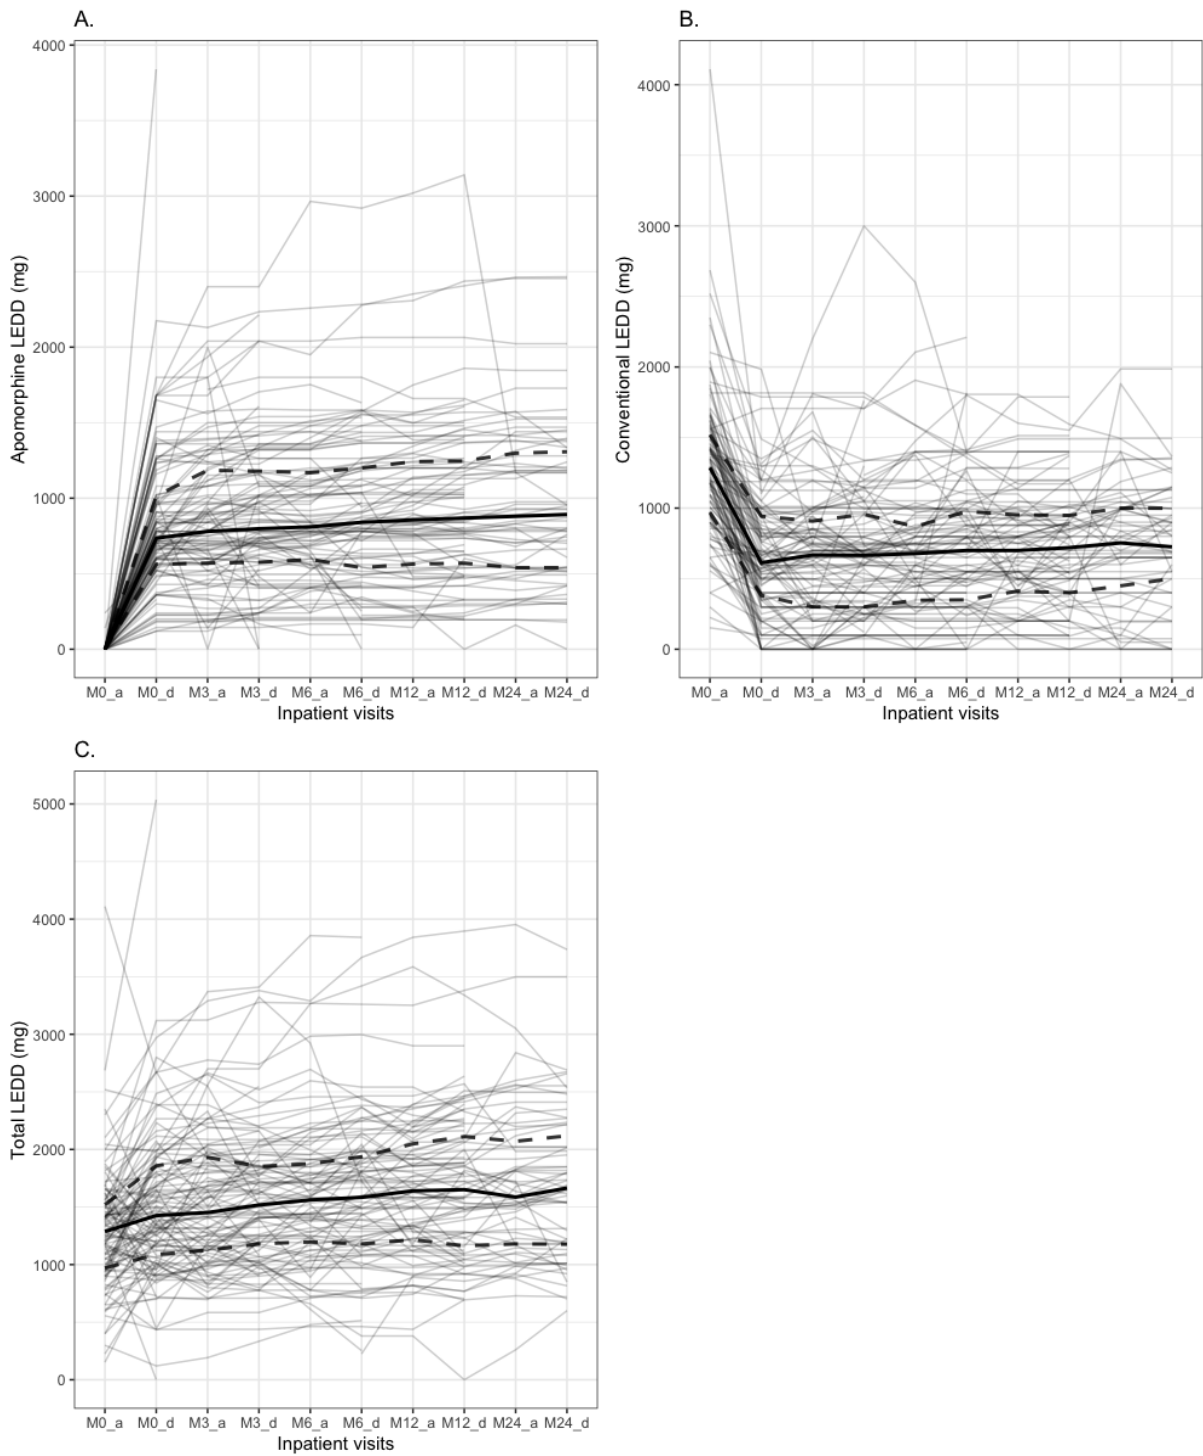 A.
Apomorphine LEDD (mg)
4000
3000
2000
1000
0
M0_a M0_d M3_a M3_d M6_a M6_d M12_a M12_d M24_a M24_d
Inpatient visits
B.
Conventional LEDD (mg)
4000
3000
2000
1000
0
M0_a M0_d M3_a M3_d M6_a M6_d M12_a M12_d M24_a M24_d
Inpatient visits
C.
Total LEDD (mg)
5000
4000
3000
2000
1000
0
M0_a M0_d M3_a M3_d M6_a M6_d M12_a M12_d M24_a M24_d
Inpatient visits